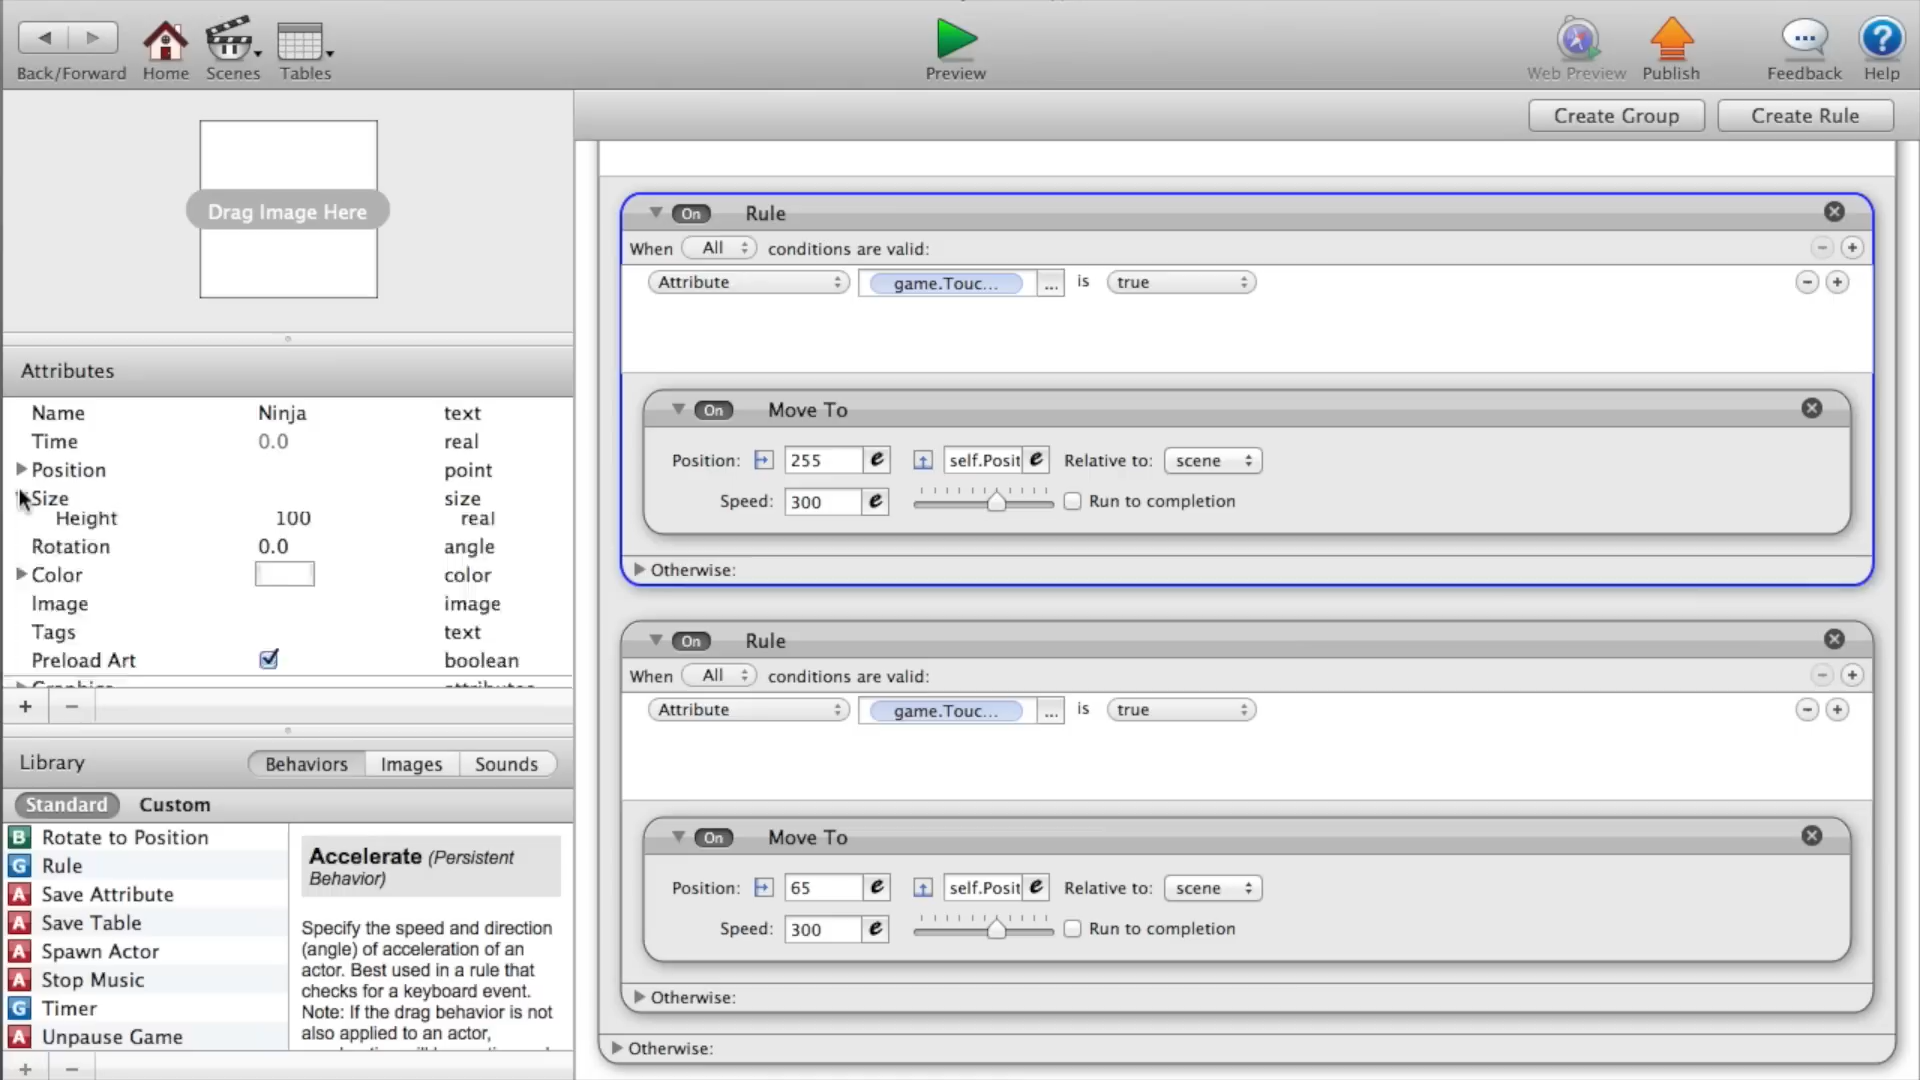 Back/Forward
Home
Scenes
Tables
Preview
Web Preview
Publish
Feedback
Help
Create Group
Create Rule
Drag Image Here
Attributes
Name Ninja text
Time 0.0 real
Position point
Size size
Height 100 real
Rotation 0.0 angle
Color color
Image image
Tags text
Preload Art boolean
+ −
Library Behaviors Images Sounds
Standard Custom
B Rotate to Position
G Rule
A Save Attribute
A Save Table
A Spawn Actor
A Stop Music
G Timer
A Unpause Game
Accelerate (Persistent
Behavior)
Specify the speed and direction
(angle) of acceleration of an
actor. Best used in a rule that
checks for a keyboard event.
Note: If the drag behavior is not
also applied to an actor,
+ −
On Rule
When All conditions are valid:
Attribute game.Touc... ... is true
On Move To
Position: 255 e self.Posit e Relative to: scene
Speed: 300 e Run to completion
Otherwise:
On Rule
When All conditions are valid:
Attribute game.Touc... ... is true
On Move To
Position: 65 e self.Posit e Relative to: scene
Speed: 300 e Run to completion
Otherwise:
Otherwise: